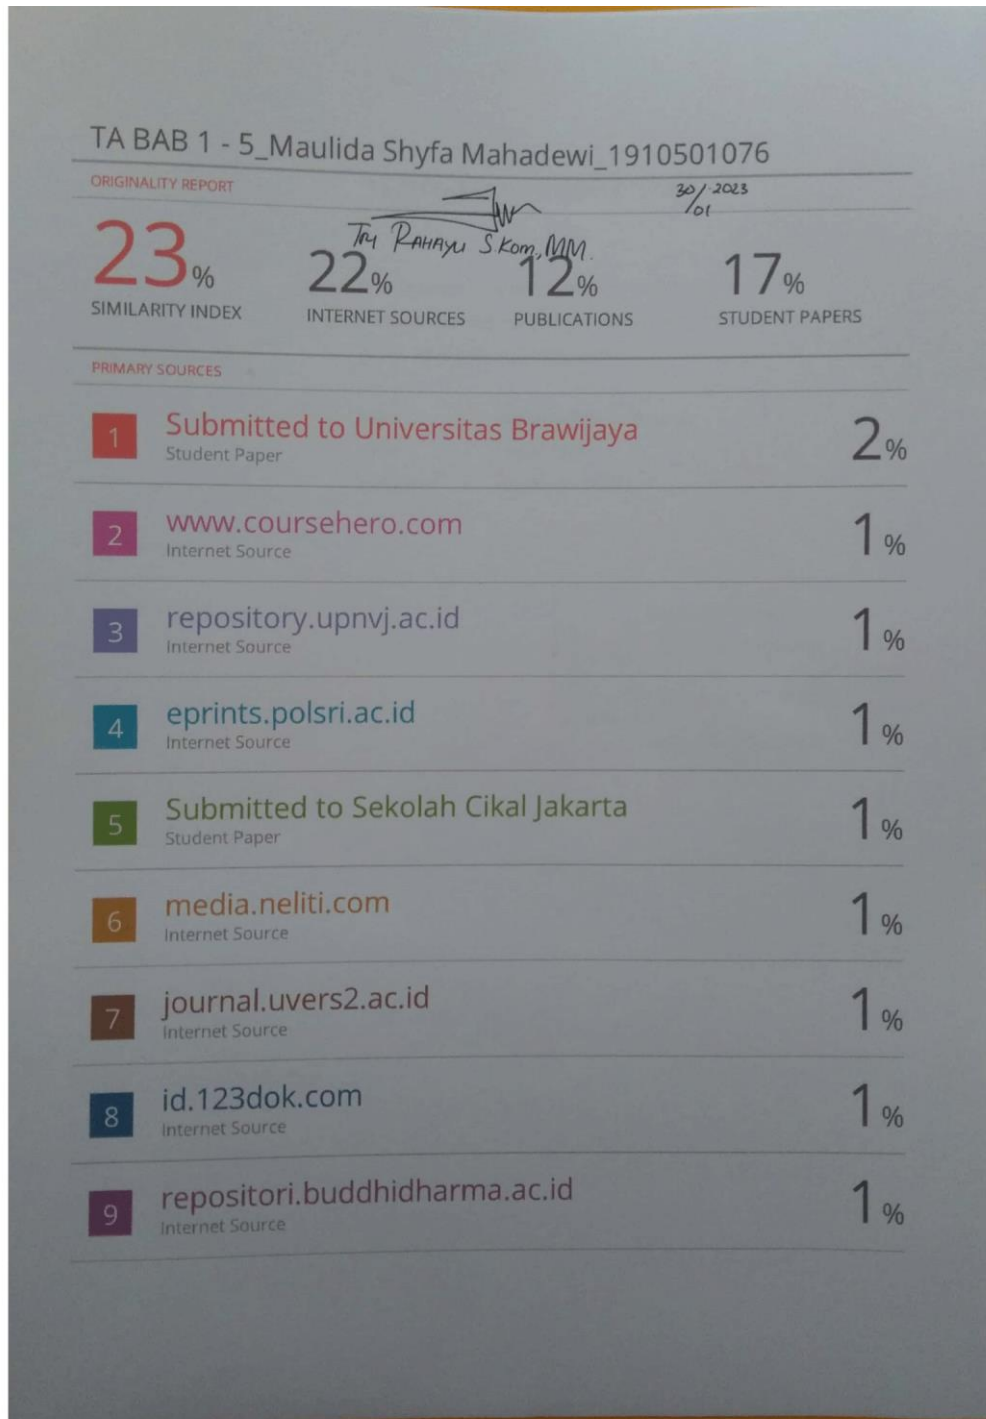 TA BAB 1 - 5_Maulida Shyfa Mahadewi_1910501076
ORIGINALITY REPORT
30/01 2023
Tri Rahayu S.Kom., MM.
23%
SIMILARITY INDEX
22%
INTERNET SOURCES
12%
PUBLICATIONS
17%
STUDENT PAPERS
PRIMARY SOURCES
1
Submitted to Universitas Brawijaya
Student Paper
2%
2
www.coursehero.com
Internet Source
1%
3
repository.upnvj.ac.id
Internet Source
1%
4
eprints.polsri.ac.id
Internet Source
1%
5
Submitted to Sekolah Cikal Jakarta
Student Paper
1%
6
media.neliti.com
Internet Source
1%
7
journal.uvers2.ac.id
Internet Source
1%
8
id.123dok.com
Internet Source
1%
9
repositori.buddhidharma.ac.id
Internet Source
1%